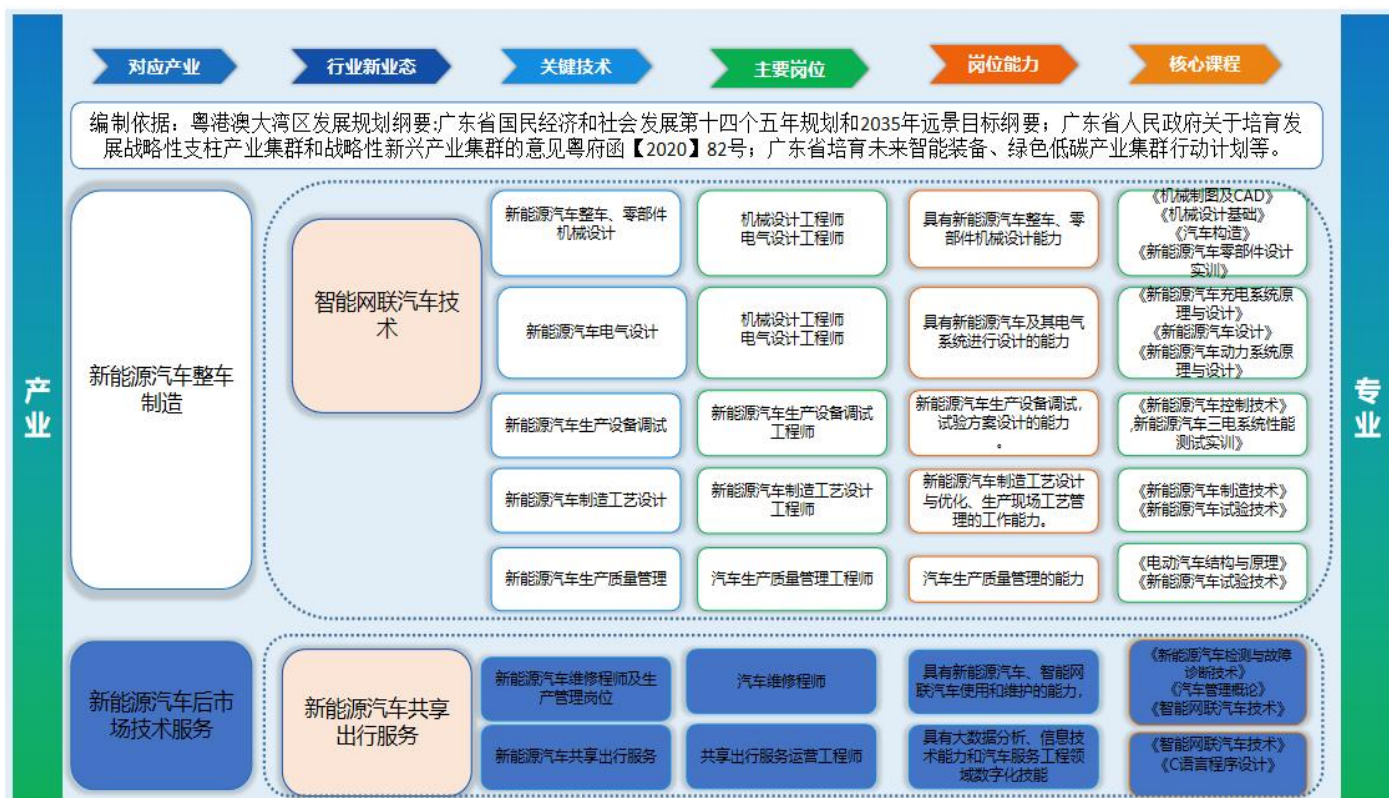 对应产业
行业新业态
关键技术
主要岗位
岗位能力
核心课程
编制依据：粤港澳大湾区发展规划纲要;广东省国民经济和社会发展第十四个五年规划和2035年远景目标纲要；广东省人民政府关于培育发
展战略性支柱产业集群和战略性新兴产业集群的意见粤府函【2020】82号；广东省培育未来智能装备、绿色低碳产业集群行动计划等。
产
业
新能源汽车整车
制造
智能网联汽车技
术
新能源汽车整车、零部件
机械设计
机械设计工程师
电气设计工程师
具有新能源汽车整车、零
部件机械设计能力
《机械制图及CAD》
《机械设计基础》
《汽车构造》
《新能源汽车零部件设计
实训》
新能源汽车电气设计
机械设计工程师
电气设计工程师
具有新能源汽车及其电气
系统进行设计的能力
《新能源汽车充电系统原
理与设计》
《新能源汽车设计》
《新能源汽车动力系统原
理与设计》
新能源汽车生产设备调试
新能源汽车生产设备调试
工程师
新能源汽车生产设备调试,
试验方案设计的能力
。
《新能源汽车控制技术》
,新能源汽车三电系统性能
测试实训》
新能源汽车制造工艺设计
新能源汽车制造工艺设计
工程师
新能源汽车制造工艺设计
与优化、生产现场工艺管
理的工作能力。
《新能源汽车制造技术》
《新能源汽车试验技术》
新能源汽车生产质量管理
汽车生产质量管理工程师
汽车生产质量管理的能力
《电动汽车结构与原理》
《新能源汽车试验技术》
新能源汽车后市
场技术服务
新能源汽车共享
出行服务
新能源汽车维修程师及生
产管理岗位
汽车维修程师
具有新能源汽车、智能网
联汽车使用和维护的能力,
《新能源汽车检测与故障
诊断技术》
《汽车管理概论》
《智能网联汽车技术》
新能源汽车共享出行服务
共享出行服务运营工程师
具有大数据分析、信息技
术能力和汽车服务工程领
域数字化技能
《智能网联汽车技术》
《C语言程序设计》
专
业